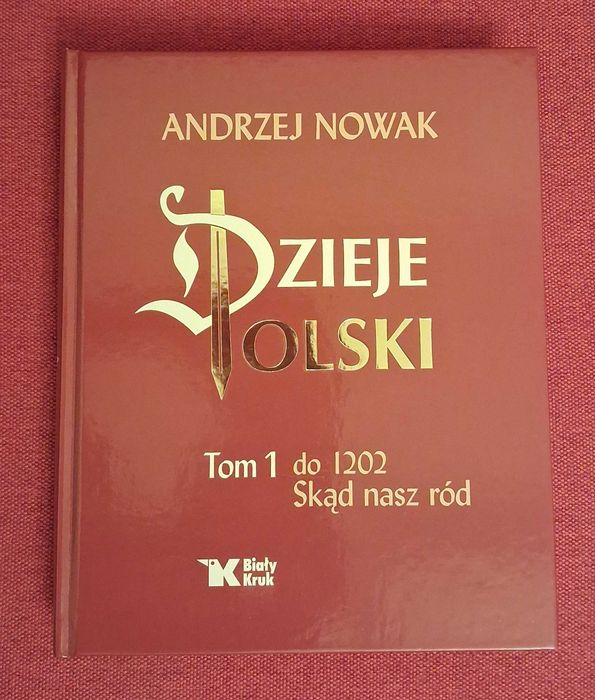 ANDRZEJ NOWAK
DZIEJE
POLSKI
Tom 1 do 1202
Skąd nasz ród
Biały
Kruk